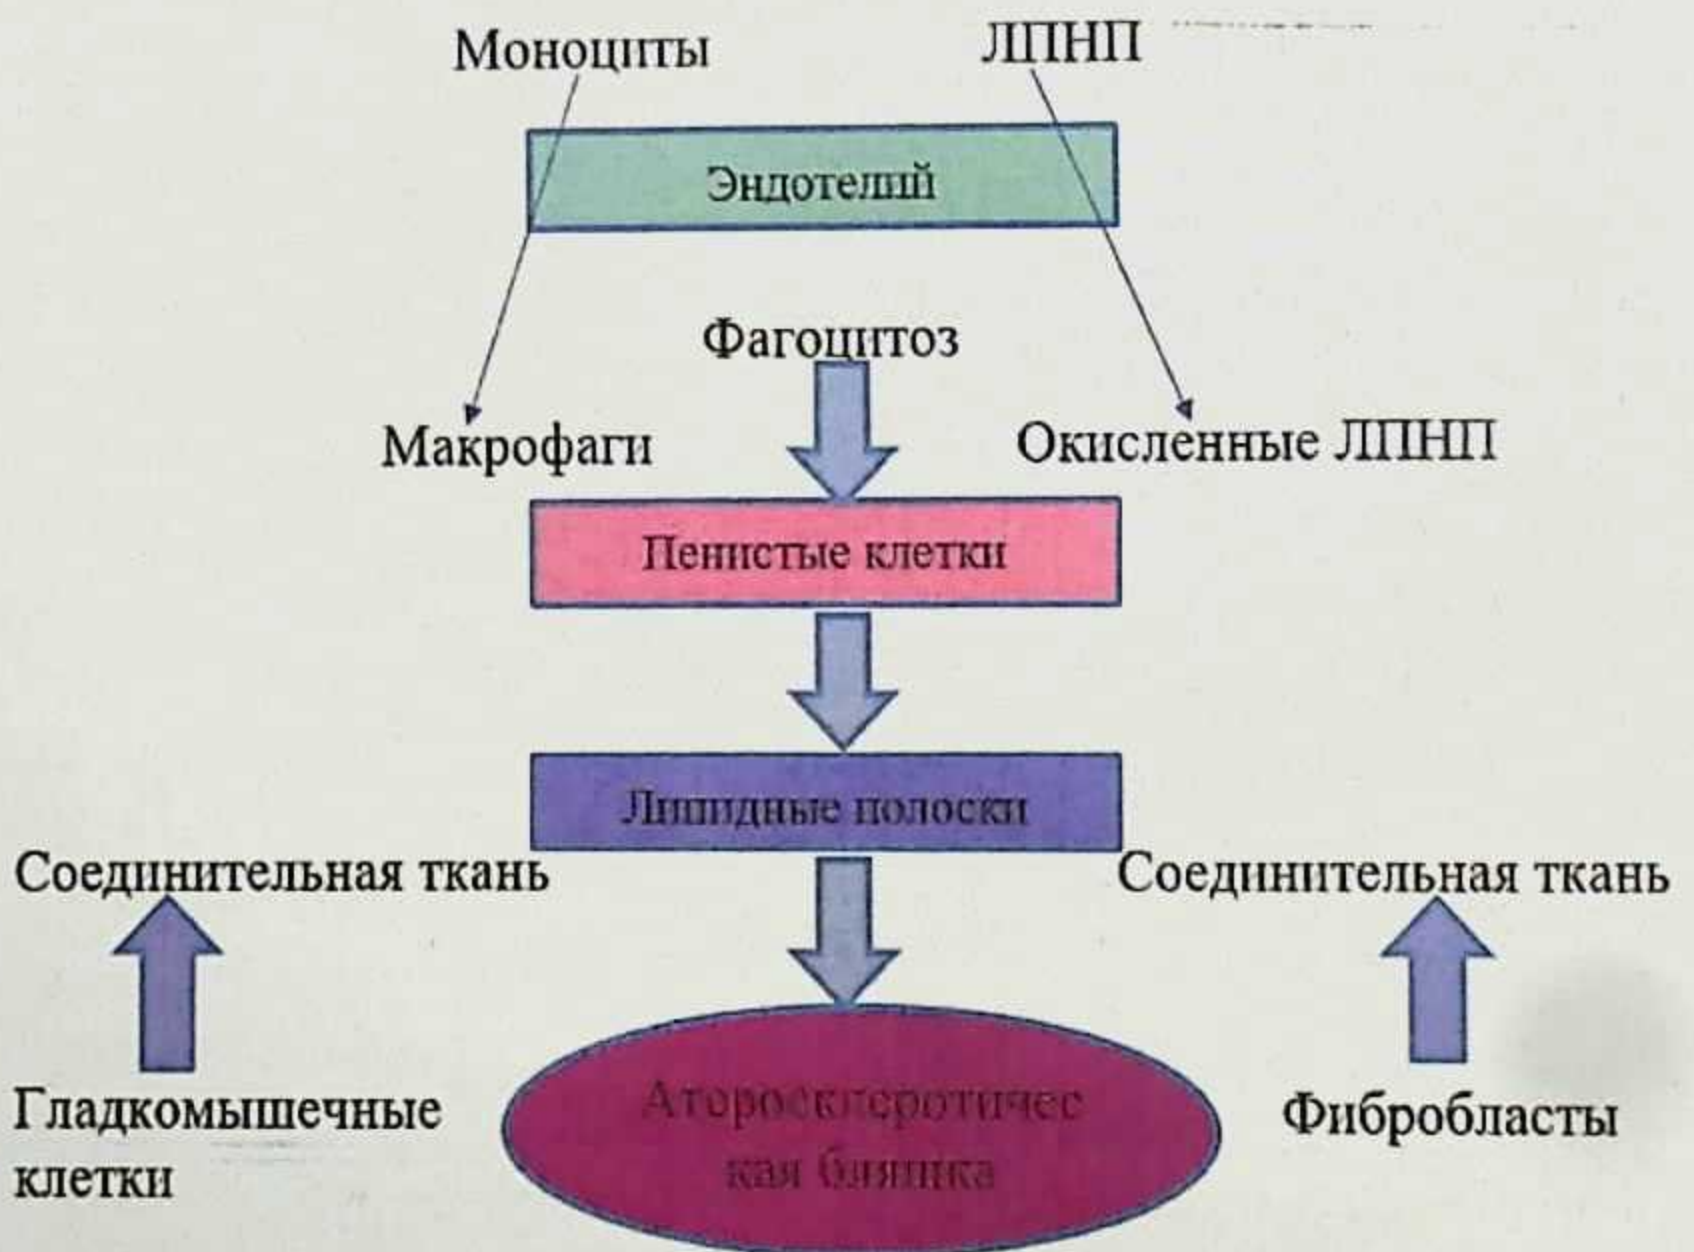 Моноциты
ЛПНП
Эндотелий
Фагоцитоз
Макрофаги
Окисленные ЛПНП
Пенистые клетки
Липидные полоски
Соединительная ткань
Соединительная ткань
Гладкомышечные
клетки
Атеросклеротичес
кая бляшка
Фибробласты